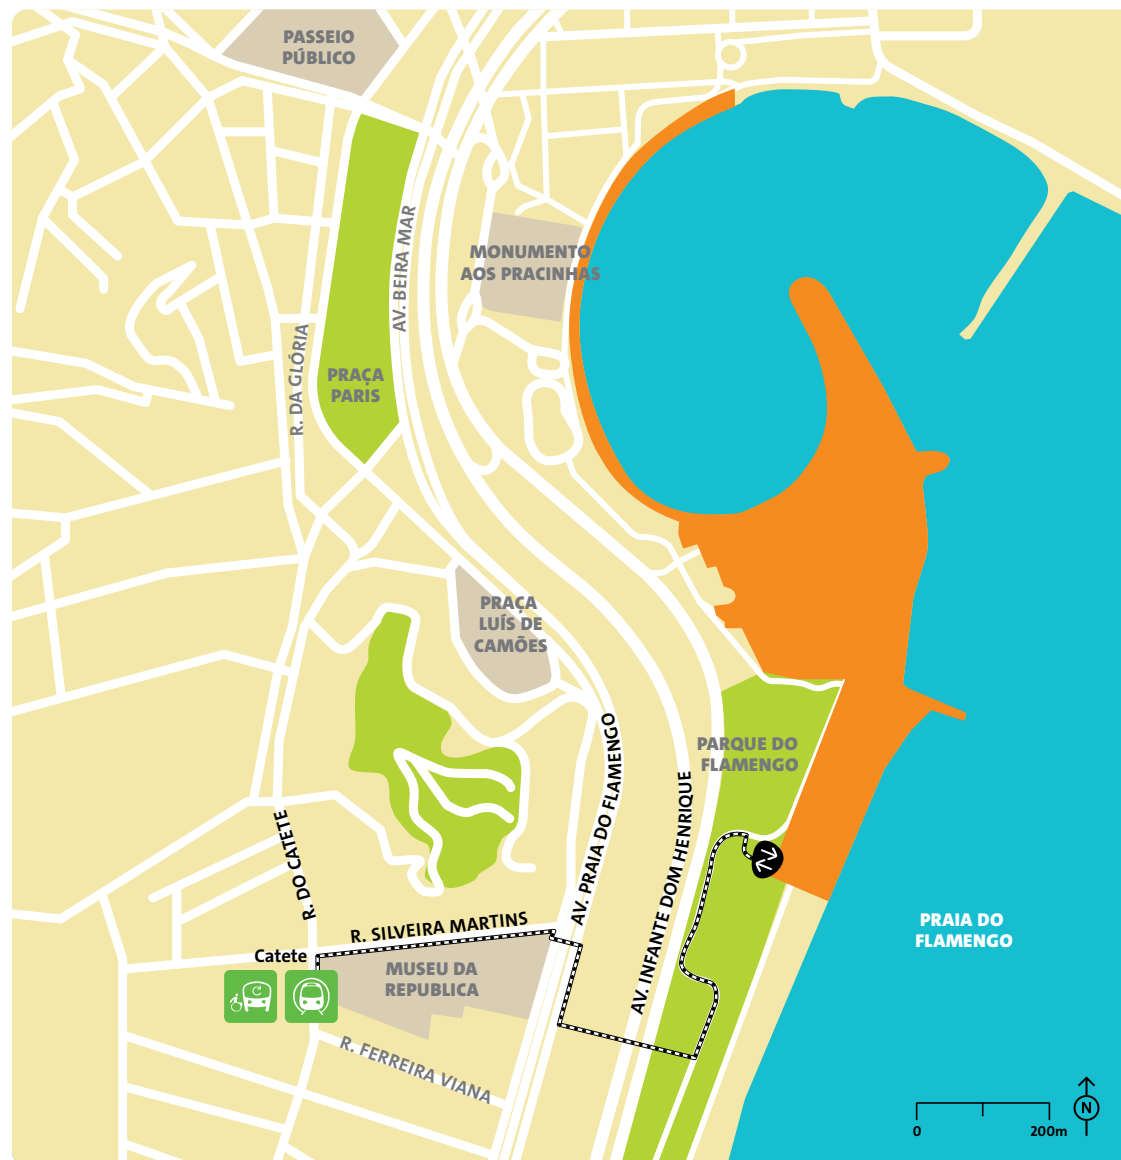 PASSEIO
PÚBLICO
AV. BEIRA MAR
MONUMENTO
AOS PRACINHAS
R. DA GLÓRIA
PRAÇA
PARIS
PRAÇA
LUÍS DE
CAMÕES
PARQUE DO
FLAMENGO
AV. PRAIA DO FLAMENGO
AV. INFANTE DOM HENRIQUE
R. DO CATETE
R. SILVEIRA MARTINS
PRAIA DO
FLAMENGO
Catete
MUSEU DA
REPUBLICA
R. FERREIRA VIANA
N
0
200m